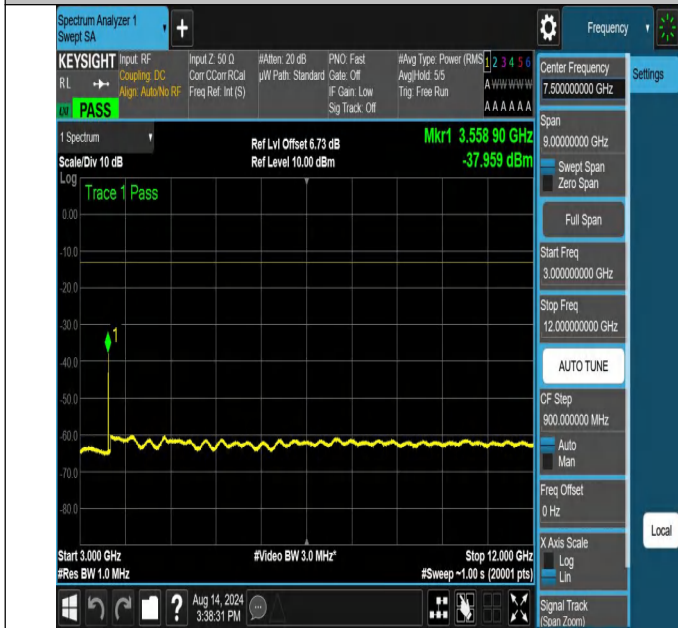 Spectrum Analyzer 1
Swept SA
+
Frequency
KEYSIGHT
RL
PASS
Input: RF
Coupling: DC
Align: Auto/No RF
Input Z: 50 Ω
Corr CCorr RCal
Freq Ref: Int (S)
#Atten: 20 dB
µW Path: Standard
PNO: Fast
Gate: Off
IF Gain: Low
Sig Track: Off
#Avg Type: Power (RMS
Avg|Hold: 5/5
Trig: Free Run
1 2 3 4 5 6
A W W W W W
A A A A A A
1 Spectrum
Scale/Div 10 dB
Ref Lvl Offset 6.73 dB
Ref Level 10.00 dBm
Mkr1 3.558 90 GHz
-37.959 dBm
Log
Trace 1 Pass
0.00
-10.0
-20.0
-30.0
-40.0
-50.0
-60.0
-70.0
-80.0
1
Start 3.000 GHz
#Res BW 1.0 MHz
#Video BW 3.0 MHz*
Stop 12.000 GHz
#Sweep ~1.00 s (20001 pts)
Aug 14, 2024
3:38:31 PM
?
Center Frequency
7.500000000 GHz
Settings
Span
9.00000000 GHz
Swept Span
Zero Span
Full Span
Start Freq
3.000000000 GHz
Stop Freq
12.000000000 GHz
AUTO TUNE
CF Step
900.000000 MHz
Auto
Man
Freq Offset
0 Hz
Local
X Axis Scale
Log
Lin
Signal Track
(Span Zoom)